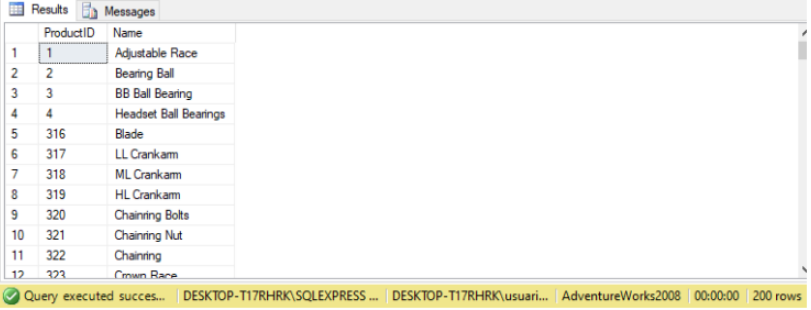 Results Messages
ProductID Name
1 1 Adjustable Race
2 2 Bearing Ball
3 3 BB Ball Bearing
4 4 Headset Ball Bearings
5 316 Blade
6 317 LL Crankarm
7 318 ML Crankarm
8 319 HL Crankarm
9 320 Chainring Bolts
10 321 Chainring Nut
11 322 Chainring
12 323 Crown Race
Query executed succes... DESKTOP-T17RHRK\SQLEXPRESS ... DESKTOP-T17RHRK\usuari... AdventureWorks2008 00:00:00 200 rows